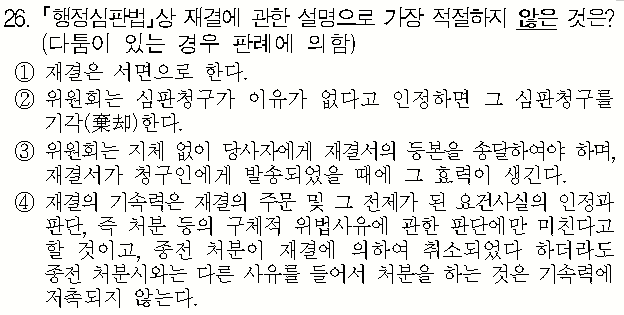 26. 「행정심판법」상 재결에 관한 설명으로 가장 적절하지 않은 것은?
(다툼이 있는 경우 판례에 의함)
① 재결은 서면으로 한다.
② 위원회는 심판청구가 이유가 없다고 인정하면 그 심판청구를
기각(棄却)한다.
③ 위원회는 지체 없이 당사자에게 재결서의 등본을 송달하여야 하며,
재결서가 청구인에게 발송되었을 때에 그 효력이 생긴다.
④ 재결의 기속력은 재결의 주문 및 그 전제가 된 요건사실의 인정과
판단, 즉 처분 등의 구체적 위법사유에 관한 판단에만 미친다고
할 것이고, 종전 처분이 재결에 의하여 취소되었다 하더라도
종전 처분시와는 다른 사유를 들어서 처분을 하는 것은 기속력에
저촉되지 않는다.